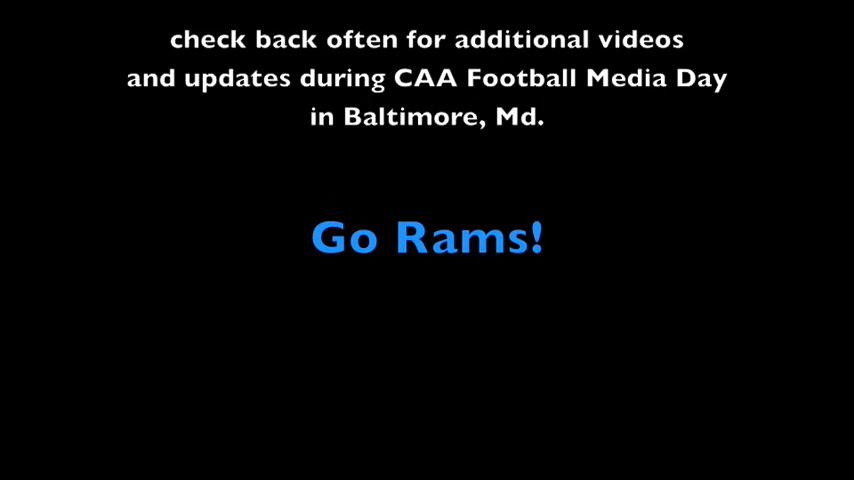 check back often for additional videos
and updates during CAA Football Media Day
in Baltimore, Md.
Go Rams!